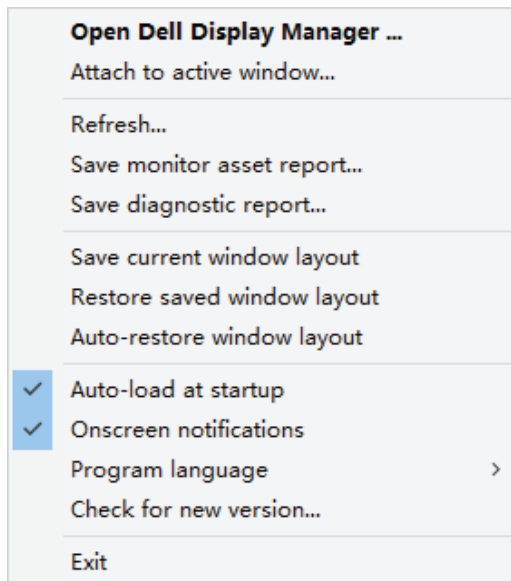 Open Dell Display Manager ...
Attach to active window...
Refresh...
Save monitor asset report...
Save diagnostic report...
Save current window layout
Restore saved window layout
Auto-restore window layout
Auto-load at startup
Onscreen notifications
Program language
Check for new version...
Exit